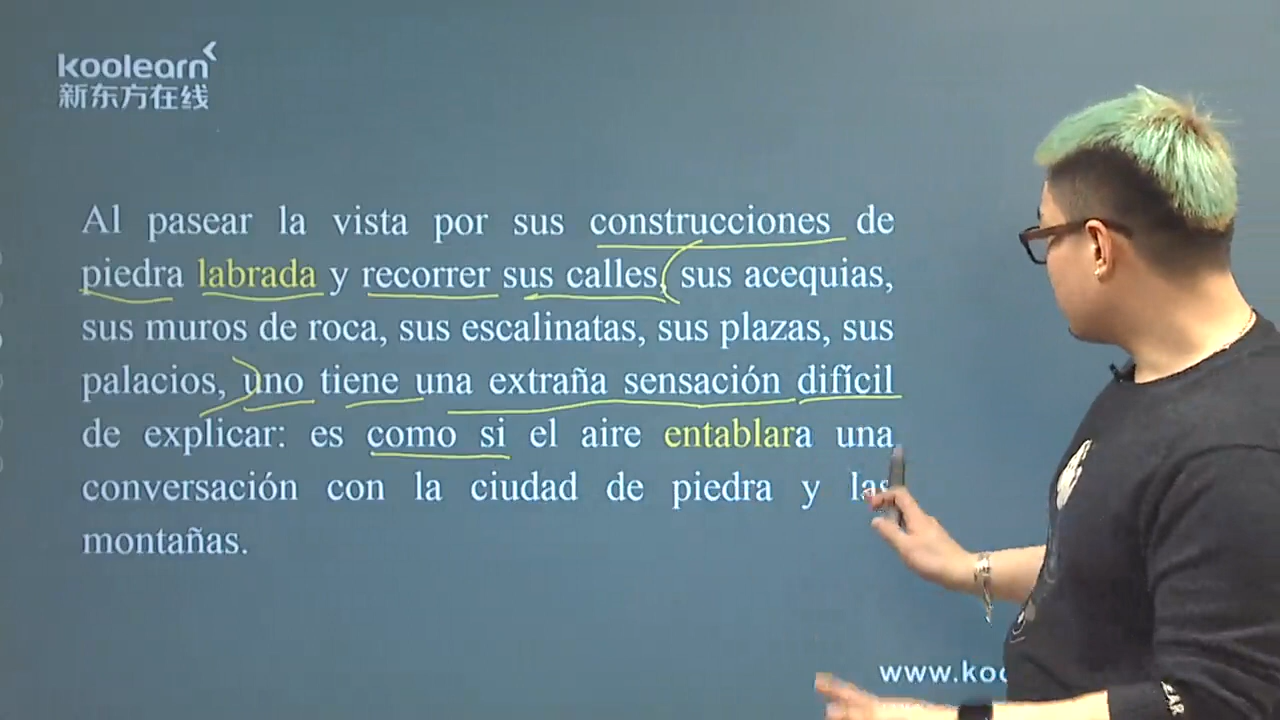 koolearn
新东方在线
Al pasear la vista por sus construcciones de
piedra labrada y recorrer sus calles, sus acequias,
sus muros de roca, sus escalinatas, sus plazas, sus
palacios, uno tiene una extraña sensación difícil
de explicar: es como si el aire entablara una
conversación con la ciudad de piedra y las
montañas.
www.koo